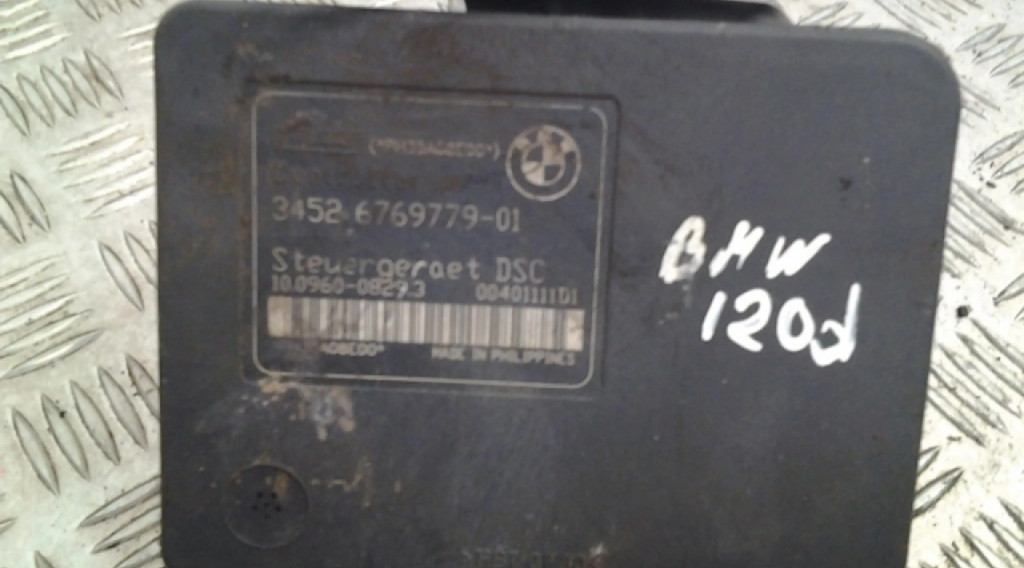 3452 6769779-01
Steuergeraet DSC
10.0960-0829.3 00401111D1
MADE IN PHILIPPINES
BMW
120d